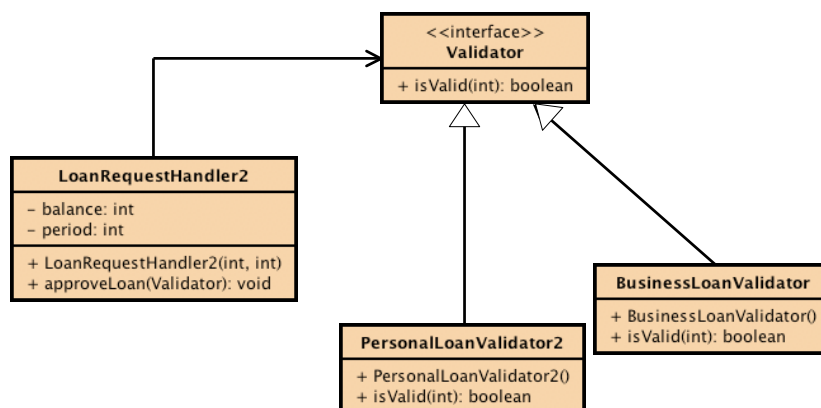 <<interface>>
Validator
+ isValid(int): boolean
LoanRequestHandler2
– balance: int
– period: int
+ LoanRequestHandler2(int, int)
+ approveLoan(Validator): void
BusinessLoanValidator
+ BusinessLoanValidator()
+ isValid(int): boolean
PersonalLoanValidator2
+ PersonalLoanValidator2()
+ isValid(int): boolean